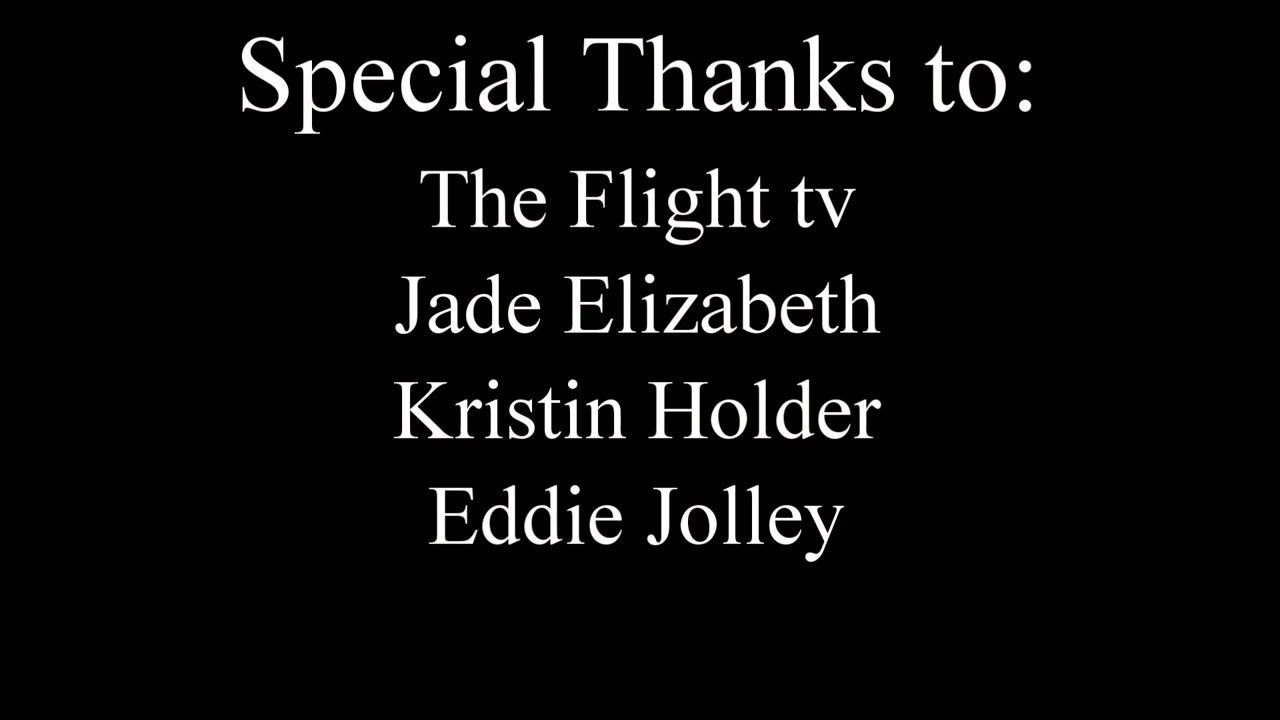 Special Thanks to:
The Flight tv
Jade Elizabeth
Kristin Holder
Eddie Jolley